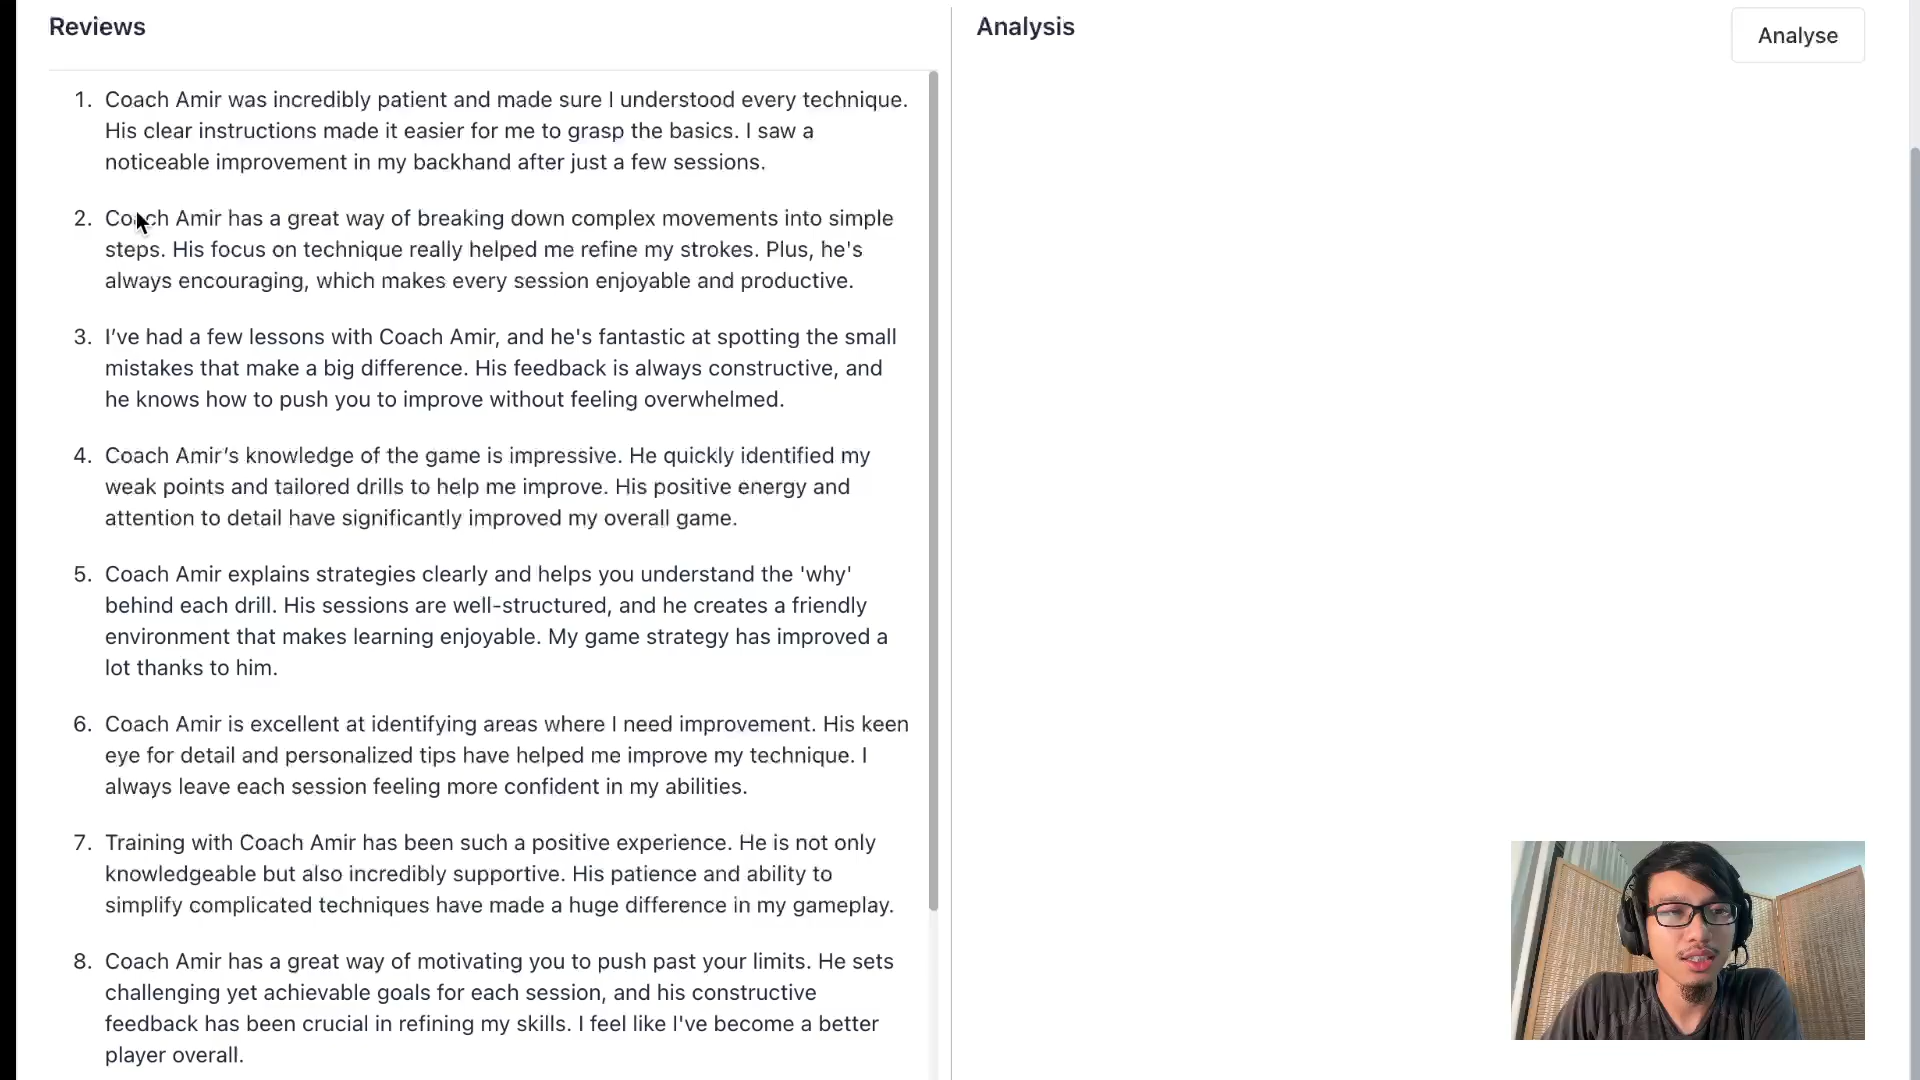 Reviews
Analysis
Analyse
1. Coach Amir was incredibly patient and made sure I understood every technique.
His clear instructions made it easier for me to grasp the basics. I saw a
noticeable improvement in my backhand after just a few sessions.
2. Coach Amir has a great way of breaking down complex movements into simple
steps. His focus on technique really helped me refine my strokes. Plus, he's
always encouraging, which makes every session enjoyable and productive.
3. I’ve had a few lessons with Coach Amir, and he's fantastic at spotting the small
mistakes that make a big difference. His feedback is always constructive, and
he knows how to push you to improve without feeling overwhelmed.
4. Coach Amir’s knowledge of the game is impressive. He quickly identified my
weak points and tailored drills to help me improve. His positive energy and
attention to detail have significantly improved my overall game.
5. Coach Amir explains strategies clearly and helps you understand the 'why'
behind each drill. His sessions are well-structured, and he creates a friendly
environment that makes learning enjoyable. My game strategy has improved a
lot thanks to him.
6. Coach Amir is excellent at identifying areas where I need improvement. His keen
eye for detail and personalized tips have helped me improve my technique. I
always leave each session feeling more confident in my abilities.
7. Training with Coach Amir has been such a positive experience. He is not only
knowledgeable but also incredibly supportive. His patience and ability to
simplify complicated techniques have made a huge difference in my gameplay.
8. Coach Amir has a great way of motivating you to push past your limits. He sets
challenging yet achievable goals for each session, and his constructive
feedback has been crucial in refining my skills. I feel like I've become a better
player overall.